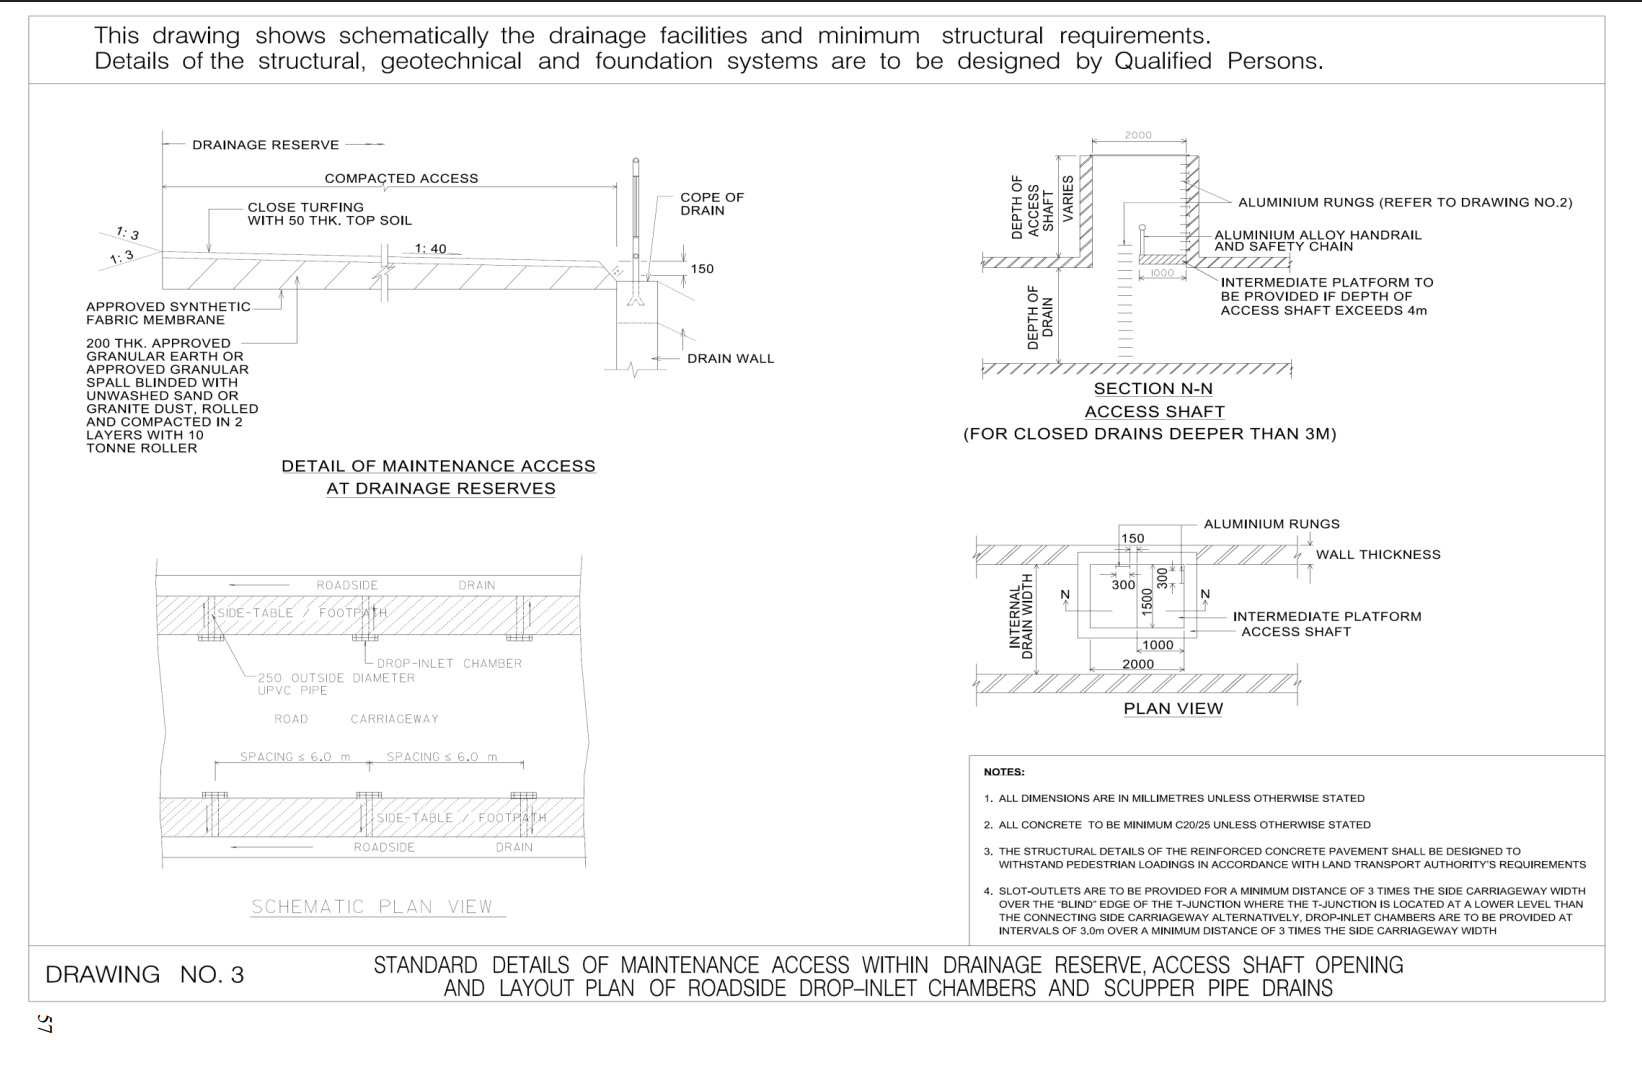 This drawing shows schematically the drainage facilities and minimum structural requirements.
Details of the structural, geotechnical and foundation systems are to be designed by Qualified Persons.
DRAINAGE RESERVE
COMPACTED ACCESS
CLOSE TURFING
WITH 50 THK. TOP SOIL
1: 3
1: 3
1: 40
COPE OF
DRAIN
150
APPROVED SYNTHETIC
FABRIC MEMBRANE
200 THK. APPROVED
GRANULAR EARTH OR
APPROVED GRANULAR
SPALL BLINDED WITH
UNWASHED SAND OR
GRANITE DUST, ROLLED
AND COMPACTED IN 2
LAYERS WITH 10
TONNE ROLLER
DRAIN WALL
DETAIL OF MAINTENANCE ACCESS
AT DRAINAGE RESERVES
2000
DEPTH OF
ACCESS
SHAFT
VARIES
ALUMINIUM RUNGS (REFER TO DRAWING NO.2)
ALUMINIUM ALLOY HANDRAIL
AND SAFETY CHAIN
1000
INTERMEDIATE PLATFORM TO
BE PROVIDED IF DEPTH OF
ACCESS SHAFT EXCEEDS 4m
DEPTH OF
DRAIN
SECTION N-N
ACCESS SHAFT
(FOR CLOSED DRAINS DEEPER THAN 3M)
ROADSIDE DRAIN
SIDE-TABLE / FOOTPATH
DROP-INLET CHAMBER
250 OUTSIDE DIAMETER
UPVC PIPE
ROAD CARRIAGEWAY
SPACING ≤ 6.0 m SPACING ≤ 6.0 m
SIDE-TABLE / FOOTPATH
ROADSIDE DRAIN
SCHEMATIC PLAN VIEW
ALUMINIUM RUNGS
150
WALL THICKNESS
300
300
1500
N
N
INTERNAL
DRAIN WIDTH
INTERMEDIATE PLATFORM
ACCESS SHAFT
1000
2000
PLAN VIEW
NOTES:
1. ALL DIMENSIONS ARE IN MILLIMETRES UNLESS OTHERWISE STATED
2. ALL CONCRETE TO BE MINIMUM C20/25 UNLESS OTHERWISE STATED
3. THE STRUCTURAL DETAILS OF THE REINFORCED CONCRETE PAVEMENT SHALL BE DESIGNED TO
WITHSTAND PEDESTRIAN LOADINGS IN ACCORDANCE WITH LAND TRANSPORT AUTHORITY'S REQUIREMENTS
4. SLOT-OUTLETS ARE TO BE PROVIDED FOR A MINIMUM DISTANCE OF 3 TIMES THE SIDE CARRIAGEWAY WIDTH
OVER THE "BLIND" EDGE OF THE T-JUNCTION WHERE THE T-JUNCTION IS LOCATED AT A LOWER LEVEL THAN
THE CONNECTING SIDE CARRIAGEWAY ALTERNATIVELY, DROP-INLET CHAMBERS ARE TO BE PROVIDED AT
INTERVALS OF 3.0m OVER A MINIMUM DISTANCE OF 3 TIMES THE SIDE CARRIAGEWAY WIDTH
DRAWING NO. 3
STANDARD DETAILS OF MAINTENANCE ACCESS WITHIN DRAINAGE RESERVE, ACCESS SHAFT OPENING
AND LAYOUT PLAN OF ROADSIDE DROP–INLET CHAMBERS AND SCUPPER PIPE DRAINS
57